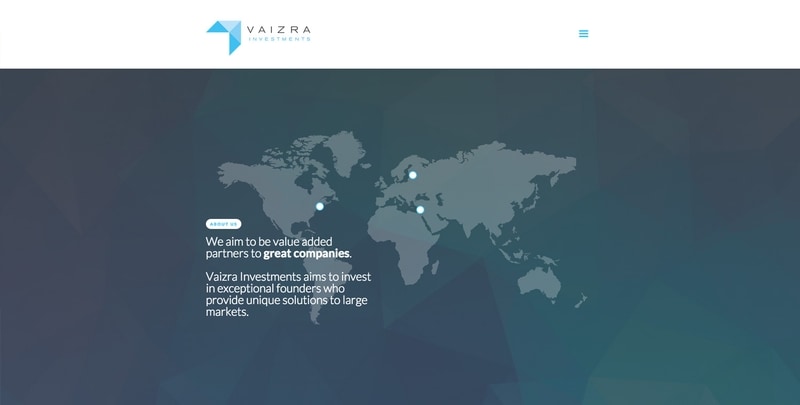 VAIZRA
INVESTMENTS
ABOUT US
We aim to be value added
partners to great companies.
Vaizra Investments aims to invest
in exceptional founders who
provide unique solutions to large
markets.